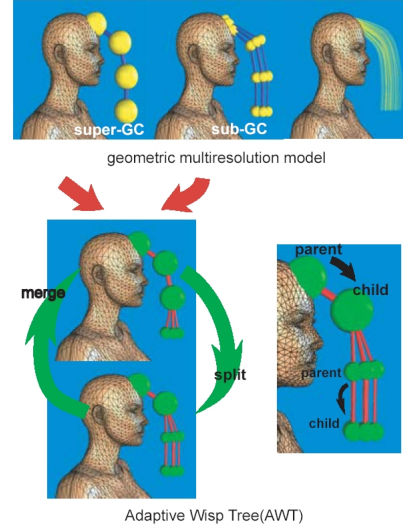 super-GC
sub-GC
geometric multiresolution model
merge
split
parent
child
parent
child
Adaptive Wisp Tree(AWT)